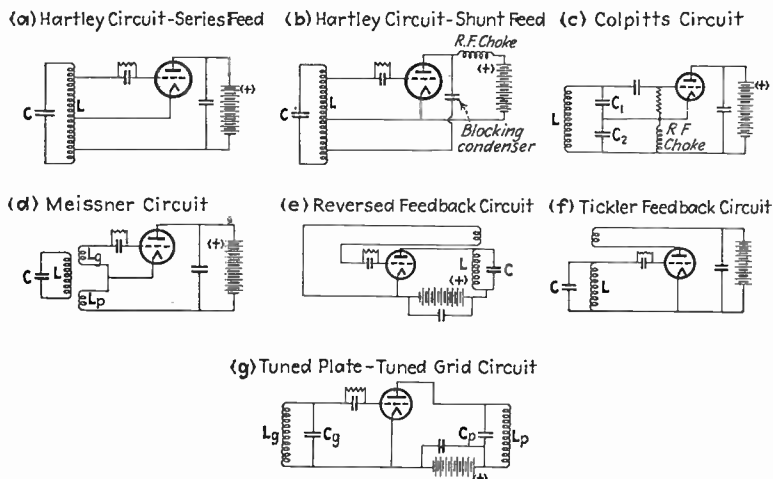 (a) Hartley Circuit-Series Feed
(b) Hartley Circuit-Shunt Feed
(c) Colpitts Circuit
C
L
(+)
C
L
R.F. Choke
(+)
Blocking
condenser
L
C1
C2
R F
Choke
(+)
(d) Meissner Circuit
(e) Reversed Feedback Circuit
(f) Tickler Feedback Circuit
C
L
Lg
Lp
(+)
L
C
(+)
C
L
(g) Tuned Plate-Tuned Grid Circuit
Lg
Cg
Cp
Lp
(+)